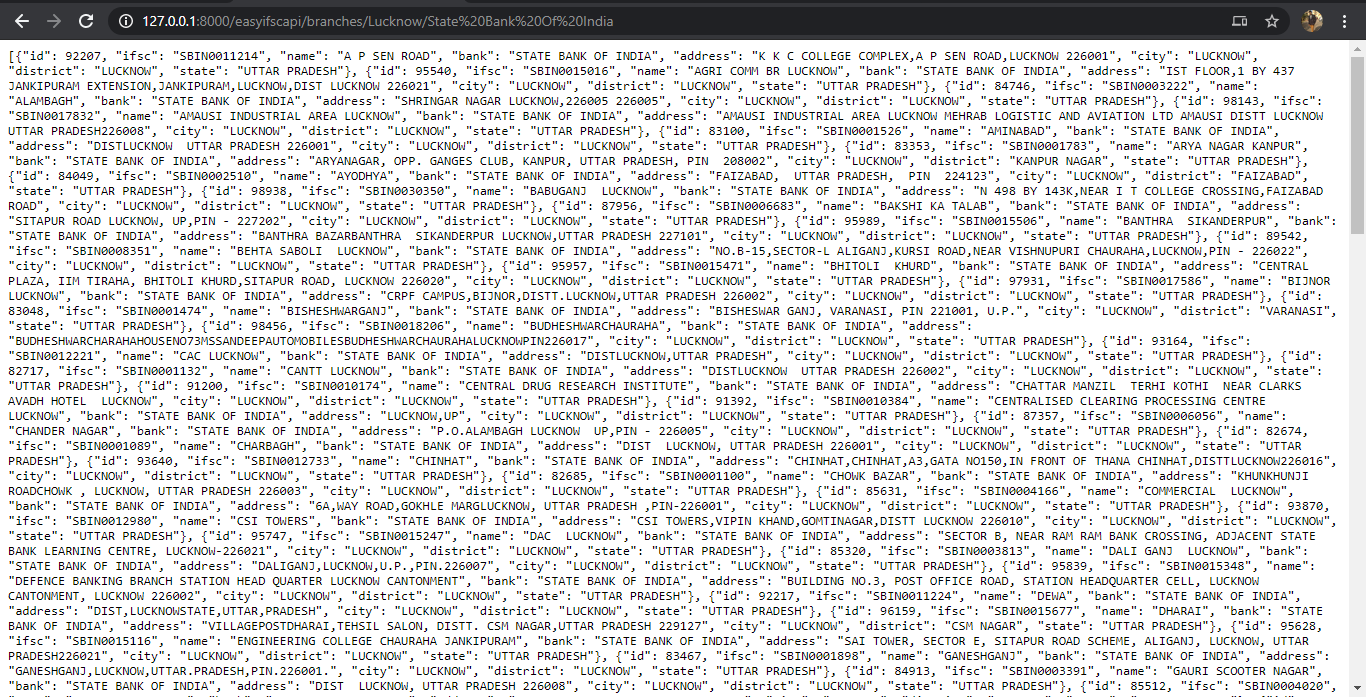 127.0.0.1:8000/easyifscapi/branches/Lucknow/State%20Bank%20Of%20India
[{"id": 92207, "ifsc": "SBIN0011214", "name": "A P SEN ROAD", "bank": "STATE BANK OF INDIA", "address": "K K C COLLEGE COMPLEX,A P SEN ROAD,LUCKNOW 226001", "city": "LUCKNOW",
"district": "LUCKNOW", "state": "UTTAR PRADESH"}, {"id": 95540, "ifsc": "SBIN0015016", "name": "AGRI COMM BR LUCKNOW", "bank": "STATE BANK OF INDIA", "address": "IST FLOOR,1 BY 437
JANKIPURAM EXTENSION,JANKIPURAM,LUCKNOW,DIST LUCKNOW 226021", "city": "LUCKNOW", "district": "LUCKNOW", "state": "UTTAR PRADESH"}, {"id": 84746, "ifsc": "SBIN0003222", "name":
"ALAMBAGH", "bank": "STATE BANK OF INDIA", "address": "SHRINGAR NAGAR LUCKNOW,226005 226005", "city": "LUCKNOW", "district": "LUCKNOW", "state": "UTTAR PRADESH"}, {"id": 98143, "ifsc":
"SBIN0017832", "name": "AMAUSI INDUSTRIAL AREA LUCKNOW", "bank": "STATE BANK OF INDIA", "address": "AMAUSI INDUSTRIAL AREA LUCKNOW MEHRAB LOGISTIC AND AVIATION LTD AMAUSI DISTT LUCKNOW
UTTAR PRADESH226008", "city": "LUCKNOW", "district": "LUCKNOW", "state": "UTTAR PRADESH"}, {"id": 83100, "ifsc": "SBIN0001526", "name": "AMINABAD", "bank": "STATE BANK OF INDIA",
"address": "DISTLUCKNOW  UTTAR PRADESH 226001", "city": "LUCKNOW", "district": "LUCKNOW", "state": "UTTAR PRADESH"}, {"id": 83353, "ifsc": "SBIN0001783", "name": "ARYA NAGAR KANPUR",
"bank": "STATE BANK OF INDIA", "address": "ARYANAGAR, OPP. GANGES CLUB, KANPUR, UTTAR PRADESH, PIN  208002", "city": "LUCKNOW", "district": "KANPUR NAGAR", "state": "UTTAR PRADESH"},
{"id": 84049, "ifsc": "SBIN0002510", "name": "AYODHYA", "bank": "STATE BANK OF INDIA", "address": "FAIZABAD,  UTTAR PRADESH,  PIN  224123", "city": "LUCKNOW", "district": "FAIZABAD",
"state": "UTTAR PRADESH"}, {"id": 98938, "ifsc": "SBIN0030350", "name": "BABUGANJ  LUCKNOW", "bank": "STATE BANK OF INDIA", "address": "N 498 BY 143K,NEAR I T COLLEGE CROSSING,FAIZABAD
ROAD", "city": "LUCKNOW", "district": "LUCKNOW", "state": "UTTAR PRADESH"}, {"id": 87956, "ifsc": "SBIN0006683", "name": "BAKSHI KA TALAB", "bank": "STATE BANK OF INDIA", "address":
"SITAPUR ROAD LUCKNOW, UP,PIN - 227202", "city": "LUCKNOW", "district": "LUCKNOW", "state": "UTTAR PRADESH"}, {"id": 95989, "ifsc": "SBIN0015506", "name": "BANTHRA  SIKANDERPUR", "bank":
"STATE BANK OF INDIA", "address": "BANTHRA BAZARBANTHRA  SIKANDERPUR LUCKNOW,UTTAR PRADESH 227101", "city": "LUCKNOW", "district": "LUCKNOW", "state": "UTTAR PRADESH"}, {"id": 89542,
"ifsc": "SBIN0008351", "name": "BEHTA SABOLI  LUCKNOW", "bank": "STATE BANK OF INDIA", "address": "NO.B-15,SECTOR-L ALIGANJ,KURSI ROAD,NEAR VISHNUPURI CHAURAHA,LUCKNOW,PIN - 226022",
"city": "LUCKNOW", "district": "LUCKNOW", "state": "UTTAR PRADESH"}, {"id": 95957, "ifsc": "SBIN0015471", "name": "BHITOLI  KHURD", "bank": "STATE BANK OF INDIA", "address": "CENTRAL
PLAZA, IIM TIRAHA, BHITOLI KHURD,SITAPUR ROAD, LUCKNOW 226020", "city": "LUCKNOW", "district": "LUCKNOW", "state": "UTTAR PRADESH"}, {"id": 97931, "ifsc": "SBIN0017586", "name": "BIJNOR
LUCKNOW", "bank": "STATE BANK OF INDIA", "address": "CRPF CAMPUS,BIJNOR,DISTT.LUCKNOW,UTTAR PRADESH 226002", "city": "LUCKNOW", "district": "LUCKNOW", "state": "UTTAR PRADESH"}, {"id":
83048, "ifsc": "SBIN0001474", "name": "BISHESHWARGANJ", "bank": "STATE BANK OF INDIA", "address": "BISHESWAR GANJ, VARANASI, PIN 221001, U.P.", "city": "LUCKNOW", "district": "VARANASI",
"state": "UTTAR PRADESH"}, {"id": 98456, "ifsc": "SBIN0018206", "name": "BUDHESHWARCHAURAHA", "bank": "STATE BANK OF INDIA", "address":
"BUDHESHWARCHARAHAHOUSENO73MSSANDEEPAUTOMOBILESBUDHESHWARCHAURAHALUCKNOWPIN226017", "city": "LUCKNOW", "district": "LUCKNOW", "state": "UTTAR PRADESH"}, {"id": 93164, "ifsc":
"SBIN0012221", "name": "CAC LUCKNOW", "bank": "STATE BANK OF INDIA", "address": "DISTLUCKNOW,UTTAR PRADESH", "city": "LUCKNOW", "district": "LUCKNOW", "state": "UTTAR PRADESH"}, {"id":
82717, "ifsc": "SBIN0001132", "name": "CANTT LUCKNOW", "bank": "STATE BANK OF INDIA", "address": "DISTLUCKNOW  UTTAR PRADESH 226002", "city": "LUCKNOW", "district": "LUCKNOW", "state":
"UTTAR PRADESH"}, {"id": 91200, "ifsc": "SBIN0010174", "name": "CENTRAL DRUG RESEARCH INSTITUTE", "bank": "STATE BANK OF INDIA", "address": "CHATTAR MANZIL  TERHI KOTHI  NEAR CLARKS
AVADH HOTEL  LUCKNOW", "city": "LUCKNOW", "district": "LUCKNOW", "state": "UTTAR PRADESH"}, {"id": 91392, "ifsc": "SBIN0010384", "name": "CENTRALISED CLEARING PROCESSING CENTRE
LUCKNOW", "bank": "STATE BANK OF INDIA", "address": "LUCKNOW,UP", "city": "LUCKNOW", "district": "LUCKNOW", "state": "UTTAR PRADESH"}, {"id": 87357, "ifsc": "SBIN0006056", "name":
"CHANDER NAGAR", "bank": "STATE BANK OF INDIA", "address": "P.O.ALAMBAGH LUCKNOW  UP,PIN - 226005", "city": "LUCKNOW", "district": "LUCKNOW", "state": "UTTAR PRADESH"}, {"id": 82674,
"ifsc": "SBIN0001089", "name": "CHARBAGH", "bank": "STATE BANK OF INDIA", "address": "DIST  LUCKNOW, UTTAR PRADESH 226001", "city": "LUCKNOW", "district": "LUCKNOW", "state": "UTTAR
PRADESH"}, {"id": 93640, "ifsc": "SBIN0012733", "name": "CHINHAT", "bank": "STATE BANK OF INDIA", "address": "CHINHAT,CHINHAT,A3,GATA NO150,IN FRONT OF THANA CHINHAT,DISTTLUCKNOW226016",
"city": "LUCKNOW", "district": "LUCKNOW", "state": "UTTAR PRADESH"}, {"id": 82685, "ifsc": "SBIN0001100", "name": "CHOWK BAZAR", "bank": "STATE BANK OF INDIA", "address": "KHUNKHUNJI
ROADCHOWK , LUCKNOW, UTTAR PRADESH 226003", "city": "LUCKNOW", "district": "LUCKNOW", "state": "UTTAR PRADESH"}, {"id": 85631, "ifsc": "SBIN0004166", "name": "COMMERCIAL  LUCKNOW",
"bank": "STATE BANK OF INDIA", "address": "6A,WAY ROAD,GOKHLE MARGLUCKNOW, UTTAR PRADESH ,PIN-226001", "city": "LUCKNOW", "district": "LUCKNOW", "state": "UTTAR PRADESH"}, {"id": 93870,
"ifsc": "SBIN0012980", "name": "CSI TOWERS", "bank": "STATE BANK OF INDIA", "address": "CSI TOWERS,VIPIN KHAND,GOMTINAGAR,DISTT LUCKNOW 226010", "city": "LUCKNOW", "district": "LUCKNOW",
"state": "UTTAR PRADESH"}, {"id": 95747, "ifsc": "SBIN0015247", "name": "DAC  LUCKNOW", "bank": "STATE BANK OF INDIA", "address": "SECTOR B, NEAR RAM RAM BANK CROSSING, ADJACENT STATE
BANK LEARNING CENTRE, LUCKNOW-226021", "city": "LUCKNOW", "district": "LUCKNOW", "state": "UTTAR PRADESH"}, {"id": 85320, "ifsc": "SBIN0003813", "name": "DALI GANJ  LUCKNOW", "bank":
"STATE BANK OF INDIA", "address": "DALIGANJ,LUCKNOW,U.P.,PIN.226007", "city": "LUCKNOW", "district": "LUCKNOW", "state": "UTTAR PRADESH"}, {"id": 95839, "ifsc": "SBIN0015348", "name":
"DEFENCE BANKING BRANCH STATION HEAD QUARTER LUCKNOW CANTONMENT", "bank": "STATE BANK OF INDIA", "address": "BUILDING NO.3, POST OFFICE ROAD, STATION HEADQUARTER CELL, LUCKNOW
CANTONMENT, LUCKNOW 226002", "city": "LUCKNOW", "district": "LUCKNOW", "state": "UTTAR PRADESH"}, {"id": 92217, "ifsc": "SBIN0011224", "name": "DEWA", "bank": "STATE BANK OF INDIA",
"address": "DIST,LUCKNOWSTATE,UTTAR,PRADESH", "city": "LUCKNOW", "district": "LUCKNOW", "state": "UTTAR PRADESH"}, {"id": 96159, "ifsc": "SBIN0015677", "name": "DHARAI", "bank": "STATE
BANK OF INDIA", "address": "VILLAGEPOSTDHARAI,TEHSIL SALON, DISTT. CSM NAGAR,UTTAR PRADESH 229127", "city": "LUCKNOW", "district": "CSM NAGAR", "state": "UTTAR PRADESH"}, {"id": 95628,
"ifsc": "SBIN0015116", "name": "ENGINEERING COLLEGE CHAURAHA JANKIPURAM", "bank": "STATE BANK OF INDIA", "address": "SAI TOWER, SECTOR E, SITAPUR ROAD SCHEME, ALIGANJ, LUCKNOW, UTTAR
PRADESH226021", "city": "LUCKNOW", "district": "LUCKNOW", "state": "UTTAR PRADESH"}, {"id": 83467, "ifsc": "SBIN0001898", "name": "GANESHGANJ", "bank": "STATE BANK OF INDIA", "address":
"GANESHGANJ,LUCKNOW,UTTAR.PRADESH,PIN.226001.", "city": "LUCKNOW", "district": "LUCKNOW", "state": "UTTAR PRADESH"}, {"id": 84913, "ifsc": "SBIN0003391", "name": "GAURI SCOOTER NAGAR",
"bank": "STATE BANK OF INDIA", "address": "DIST  LUCKNOW, UTTAR PRADESH 226008", "city": "LUCKNOW", "district": "LUCKNOW", "state": "UTTAR PRADESH"}, {"id": 85512, "ifsc": "SBIN0004020",